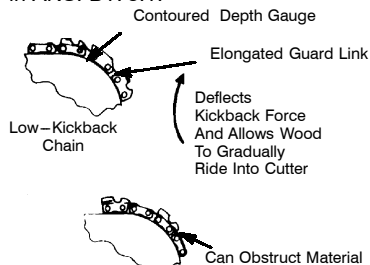 Contoured Depth Gauge
Elongated Guard Link
Deflects
Kickback Force
And Allows Wood
To Gradually
Ride Into Cutter
Low-Kickback
Chain
Can Obstruct Material